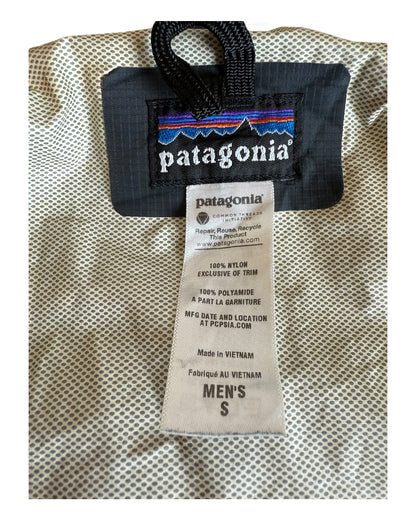 patagonia®
patagonia®
COMMON THREADS
INITIATIVE
Repair, Reuse, Recycle
This Product
www.patagonia.com
100% NYLON
EXCLUSIVE OF TRIM
100% POLYAMIDE
A PART LA GARNITURE
MFG DATE AND LOCATION
AT PCPSIA.COM
Made in VIETNAM
Fabriqué AU VIETNAM
MEN'S
S